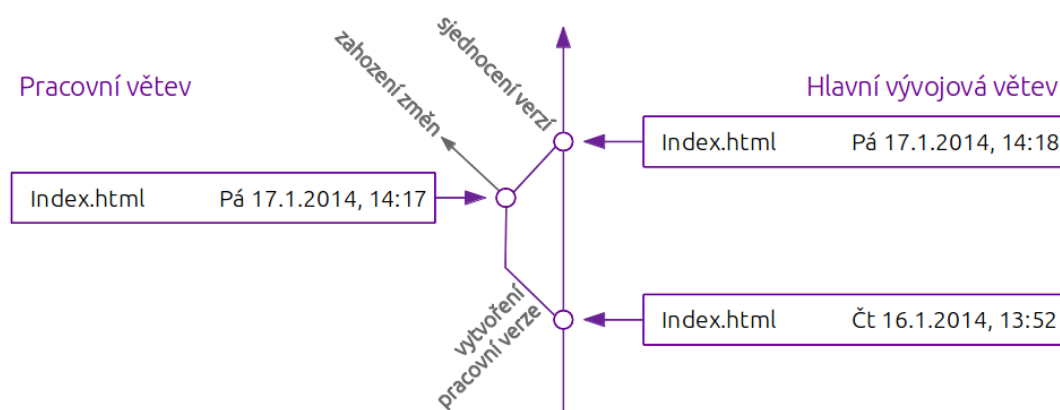 Pracovní větev
zahození změn
sjednocení verzí
Hlavní vývojová větev
Index.html Pá 17.1.2014, 14:18
Index.html Pá 17.1.2014, 14:17
vytvoření
pracovní verze
Index.html Čt 16.1.2014, 13:52